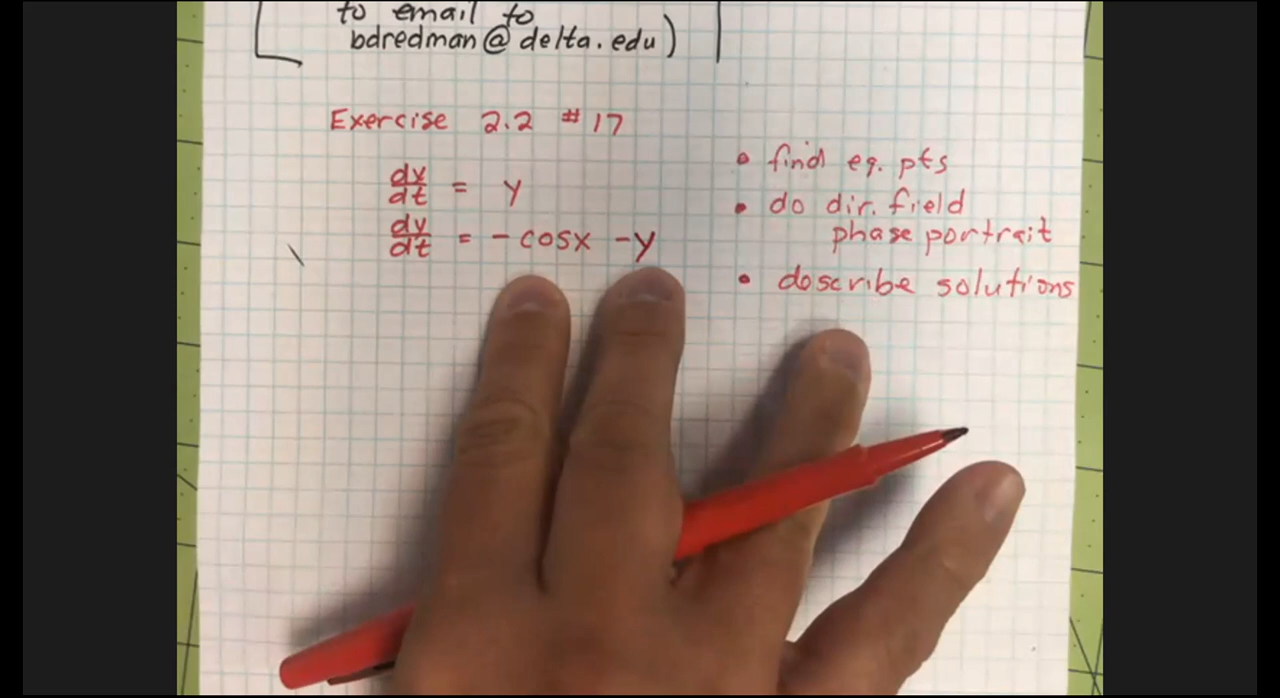 to email to
bdredman@delta.edu)
Exercise 2.2 #17
dx/dt = y
dy/dt = -cosx -y
• find eq. pts
• do dir. field
phase portrait
• describe solutions